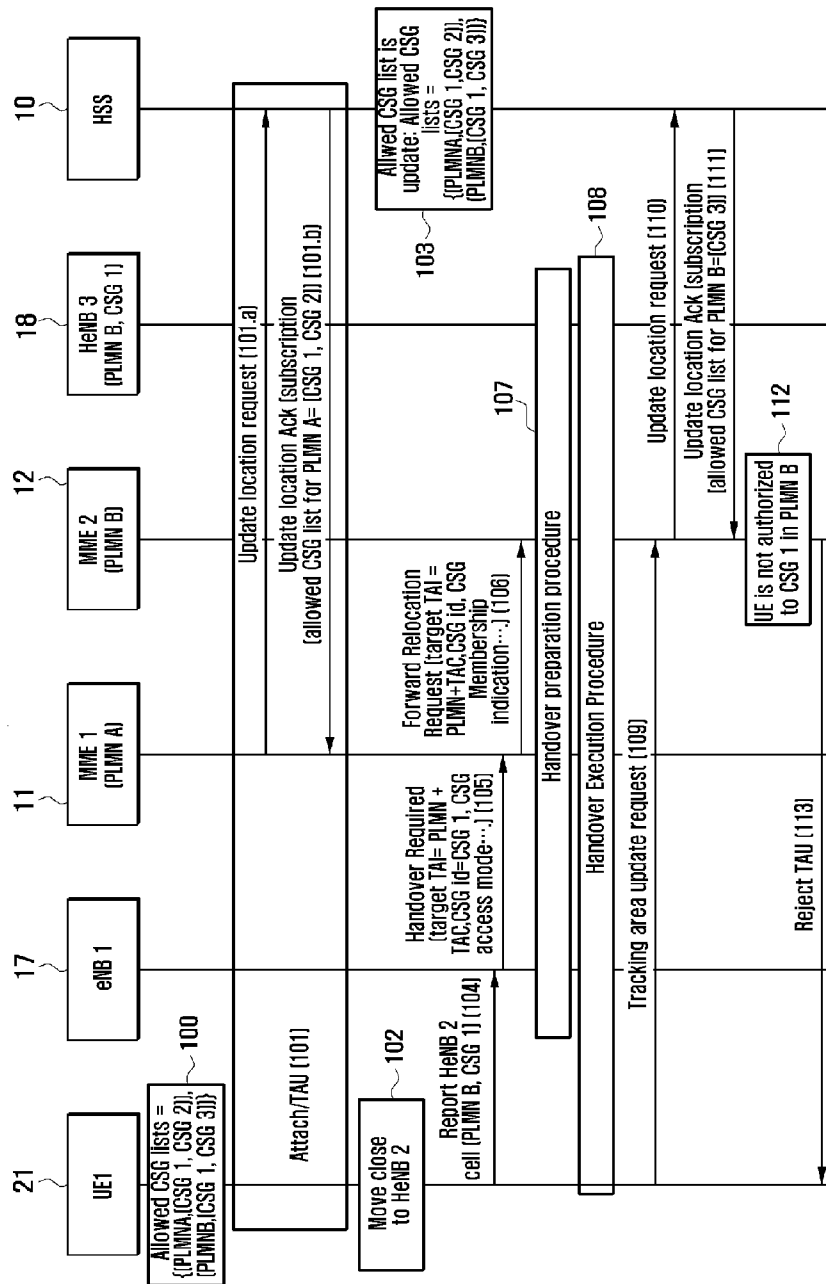 21
17
11
12
18
10
UE1
eNB 1
MME 1
(PLMN A)
MME 2
(PLMN B)
HeNB 3
(PLMN B, CSG 1)
HSS
100
Allowed CSG lists =
{(PLMNA,[CSG 1, CSG 2]),
[PLMNB,[CSG 1, CSG 3]]}
Attach/TAU [101]
Update location request [101.a]
Update location Ack [subscription
[allowed CSG list for PLMN A= [CSG 1, CSG 2]] [101.b]
102
Move close
to HeNB 2
103
Allwed CSG list is
update: Allowed CSG
lists =
{(PLMNA,[CSG 1,CSG 2]),
(PLMNB,[CSG 1, CSG 3])]}
Report HeNB 2
cell (PLMN B, CSG 1) (104)
Handover Required
(target TAI= PLMN +
TAC,CSG id=CSG 1, CSG
access mode···.) (105)
Forward Relocation
Request (target TAI =
PLMN+TAC,CSG id, CSG
Membership
indication···.) (106)
107
Handover preparation procedure
108
Handover Execution Procedure
Tracking area update request [109]
Update location request [110]
Update location Ack [subscription
[allowed CSG list for PLMN B=[CSG 3]] [111]
112
UE is not authorized
to CSG 1 in PLMN B
Reject TAU [113]